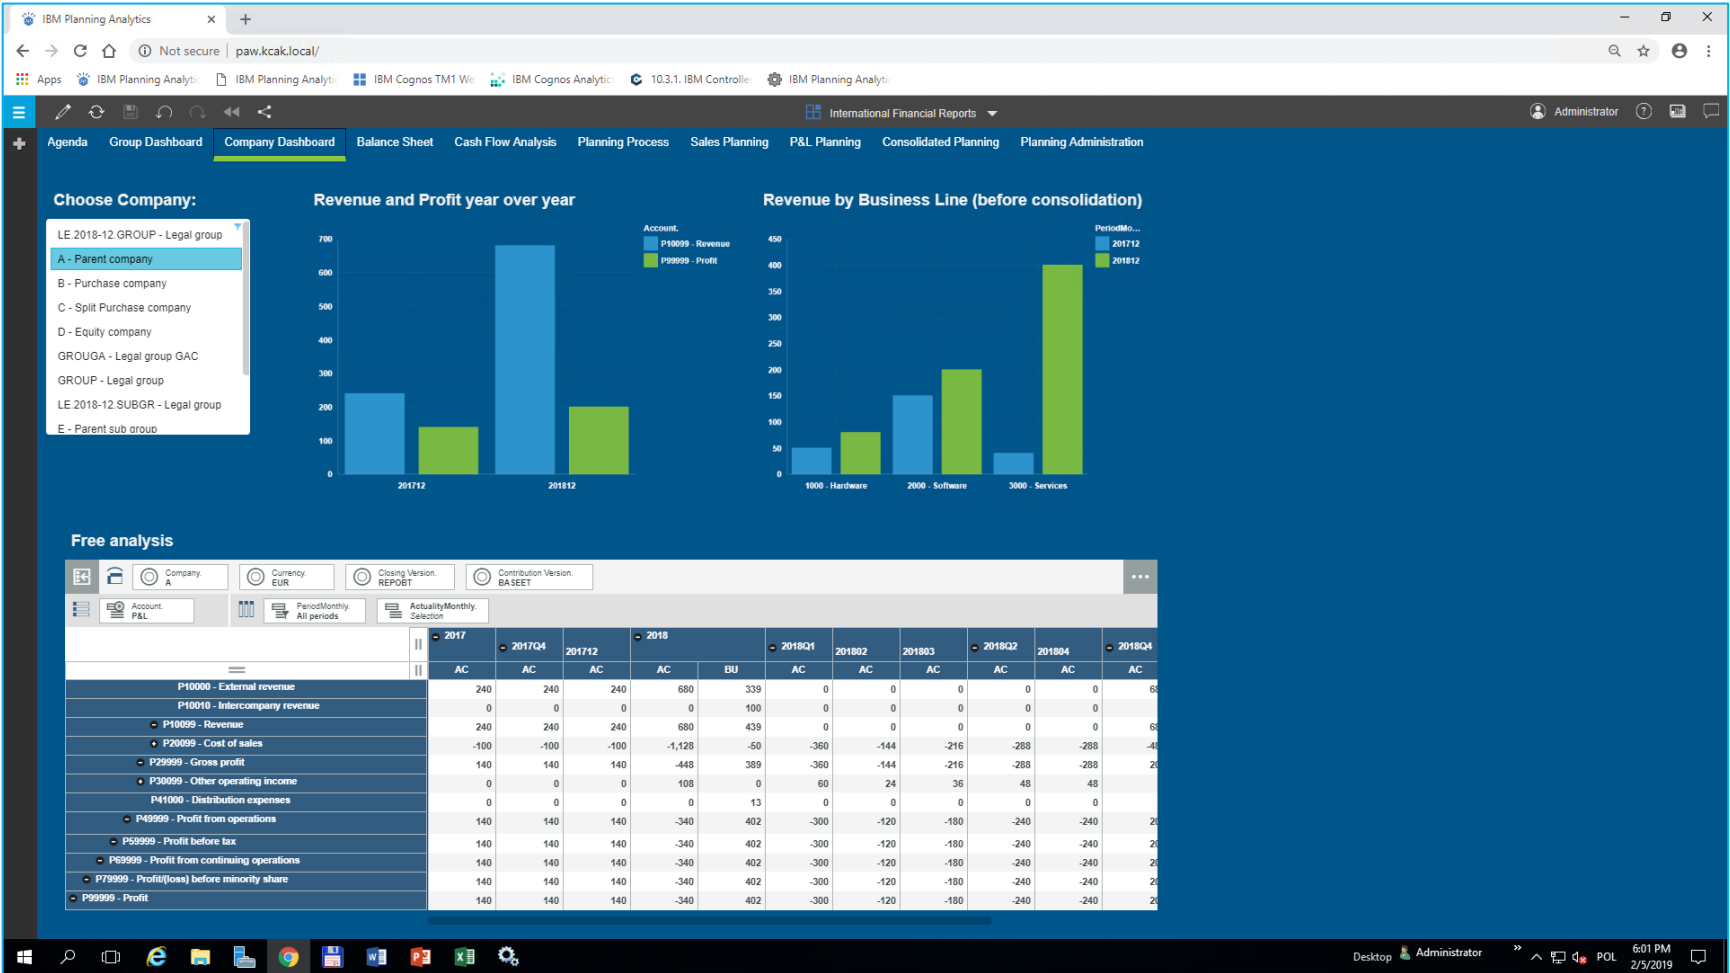 IBM Planning Analytics
Not secure | paw.kcak.local/
Apps IBM Planning Analyti IBM Planning Analyti IBM Cognos TM1 We IBM Cognos Analytic 10.3.1. IBM Controlle IBM Planning Analyti
International Financial Reports
Administrator
Agenda Group Dashboard Company Dashboard Balance Sheet Cash Flow Analysis Planning Process Sales Planning P&L Planning Consolidated Planning Planning Administration
Choose Company:
LE.2018-12.GROUP - Legal group
A - Parent company
B - Purchase company
C - Split Purchase company
D - Equity company
GROUGA - Legal group GAC
GROUP - Legal group
LE.2018-12.SUBGR - Legal group
E - Parent sub group
Revenue and Profit year over year
Account.
P10099 - Revenue
P99999 - Profit
700
600
500
400
300
200
100
0
201712 201812
Revenue by Business Line (before consolidation)
PeriodMo...
201712
201812
450
400
350
300
250
200
150
100
50
0
1000 - Hardware 2000 - Software 3000 - Services
Free analysis
Company. A
Currency. EUR
Closing Version. REPOBT
Contribution Version. BASEET
Account. P&L
PeriodMonthly. All periods
ActualityMonthly. Selection
2017 2017Q4 201712 2018 2018Q1 201802 201803 2018Q2 201804 2018Q4
AC AC AC AC BU AC AC AC AC AC AC
P10000 - External revenue 240 240 240 680 339 0 0 0 0 0 68
P10010 - Intercompany revenue 0 0 0 0 100 0 0 0 0 0
P10099 - Revenue 240 240 240 680 439 0 0 0 0 0 68
P20099 - Cost of sales -100 -100 -100 -1,128 -50 -360 -144 -216 -288 -288 -48
P29999 - Gross profit 140 140 140 -448 389 -360 -144 -216 -288 -288 20
P30099 - Other operating income 0 0 0 108 0 60 24 36 48 48
P41000 - Distribution expenses 0 0 0 0 13 0 0 0 0 0
P49999 - Profit from operations 140 140 140 -340 402 -300 -120 -180 -240 -240 20
P59999 - Profit before tax 140 140 140 -340 402 -300 -120 -180 -240 -240 20
P69999 - Profit from continuing operations 140 140 140 -340 402 -300 -120 -180 -240 -240 20
P79999 - Profit/(loss) before minority share 140 140 140 -340 402 -300 -120 -180 -240 -240 20
P99999 - Profit 140 140 140 -340 402 -300 -120 -180 -240 -240 20
Desktop Administrator POL 6:01 PM
2/5/2019